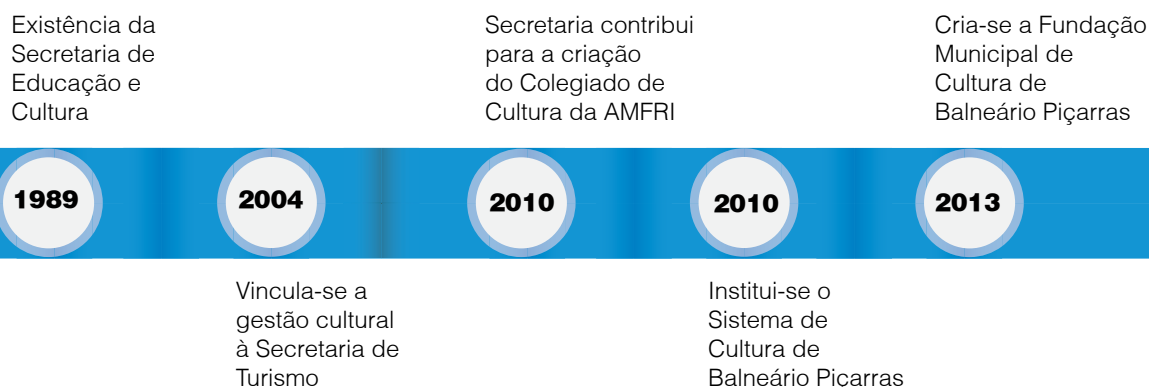 Existência da
Secretaria de
Educação e
Cultura
Secretaria contribui
para a criação
do Colegiado de
Cultura da AMFRI
Cria-se a Fundação
Municipal de
Cultura de
Balneário Piçarras
1989
2004
2010
2010
2013
Vincula-se a
gestão cultural
à Secretaria de
Turismo
Institui-se o
Sistema de
Cultura de
Balneário Piçarras